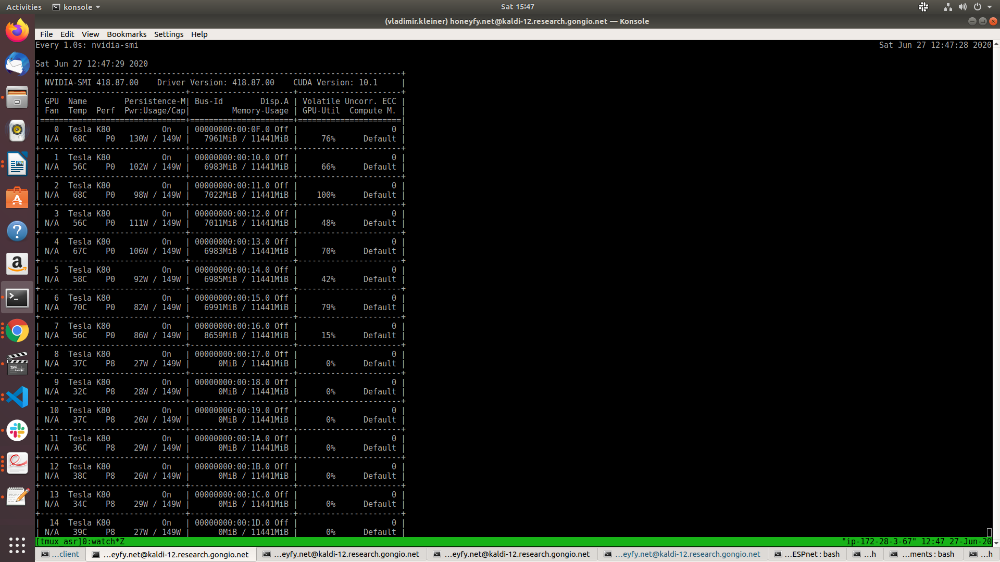 Activities konsole Sat 15:47
(vladimir.kleiner) honeyfy.net@kaldi-12.research.gongio.net — Konsole
File Edit View Bookmarks Settings Help
Every 1.0s: nvidia-smi Sat Jun 27 12:47:28 2020
Sat Jun 27 12:47:29 2020
+-----------------------------------------------------------------------------+
| NVIDIA-SMI 418.87.00    Driver Version: 418.87.00    CUDA Version: 10.1     |
|-------------------------------+----------------------+----------------------+
| GPU  Name        Persistence-M| Bus-Id        Disp.A | Volatile Uncorr. ECC |
| Fan  Temp  Perf  Pwr:Usage/Cap|         Memory-Usage | GPU-Util  Compute M. |
|===============================+======================+======================|
|   0  Tesla K80           On   | 00000000:00:0F.0 Off |                    0 |
| N/A   68C    P0   130W / 149W |   7961MiB / 11441MiB |     76%      Default |
+-------------------------------+----------------------+----------------------+
|   1  Tesla K80           On   | 00000000:00:10.0 Off |                    0 |
| N/A   56C    P0   102W / 149W |   6983MiB / 11441MiB |     66%      Default |
+-------------------------------+----------------------+----------------------+
|   2  Tesla K80           On   | 00000000:00:11.0 Off |                    0 |
| N/A   68C    P0    98W / 149W |   7022MiB / 11441MiB |    100%      Default |
+-------------------------------+----------------------+----------------------+
|   3  Tesla K80           On   | 00000000:00:12.0 Off |                    0 |
| N/A   56C    P0   111W / 149W |   7011MiB / 11441MiB |     48%      Default |
+-------------------------------+----------------------+----------------------+
|   4  Tesla K80           On   | 00000000:00:13.0 Off |                    0 |
| N/A   67C    P0   106W / 149W |   6983MiB / 11441MiB |     70%      Default |
+-------------------------------+----------------------+----------------------+
|   5  Tesla K80           On   | 00000000:00:14.0 Off |                    0 |
| N/A   58C    P0    92W / 149W |   6985MiB / 11441MiB |     42%      Default |
+-------------------------------+----------------------+----------------------+
|   6  Tesla K80           On   | 00000000:00:15.0 Off |                    0 |
| N/A   70C    P0    82W / 149W |   6991MiB / 11441MiB |     79%      Default |
+-------------------------------+----------------------+----------------------+
|   7  Tesla K80           On   | 00000000:00:16.0 Off |                    0 |
| N/A   56C    P0    86W / 149W |   8659MiB / 11441MiB |     15%      Default |
+-------------------------------+----------------------+----------------------+
|   8  Tesla K80           On   | 00000000:00:17.0 Off |                    0 |
| N/A   37C    P8    27W / 149W |      0MiB / 11441MiB |      0%      Default |
+-------------------------------+----------------------+----------------------+
|   9  Tesla K80           On   | 00000000:00:18.0 Off |                    0 |
| N/A   32C    P8    28W / 149W |      0MiB / 11441MiB |      0%      Default |
+-------------------------------+----------------------+----------------------+
|  10  Tesla K80           On   | 00000000:00:19.0 Off |                    0 |
| N/A   37C    P8    26W / 149W |      0MiB / 11441MiB |      0%      Default |
+-------------------------------+----------------------+----------------------+
|  11  Tesla K80           On   | 00000000:00:1A.0 Off |                    0 |
| N/A   36C    P8    29W / 149W |      0MiB / 11441MiB |      0%      Default |
+-------------------------------+----------------------+----------------------+
|  12  Tesla K80           On   | 00000000:00:1B.0 Off |                    0 |
| N/A   38C    P8    26W / 149W |      0MiB / 11441MiB |      0%      Default |
+-------------------------------+----------------------+----------------------+
|  13  Tesla K80           On   | 00000000:00:1C.0 Off |                    0 |
| N/A   34C    P8    29W / 149W |      0MiB / 11441MiB |      0%      Default |
+-------------------------------+----------------------+----------------------+
|  14  Tesla K80           On   | 00000000:00:1D.0 Off |                    0 |
| N/A   39C    P8    27W / 149W |      0MiB / 11441MiB |      0%      Default |
[tmux_asr]0:watch*Z "ip-172-28-3-67" 12:47 27-Jun-20
…client …eyfy.net@kaldi-12.research.gongio.net …eyfy.net@kaldi-12.research.gongio.net …eyfy.net@kaldi-12.research.gongio.net …eyfy.net@kaldi-12.research.gongio.net …ESPnet : bash …h …ments : bash …h